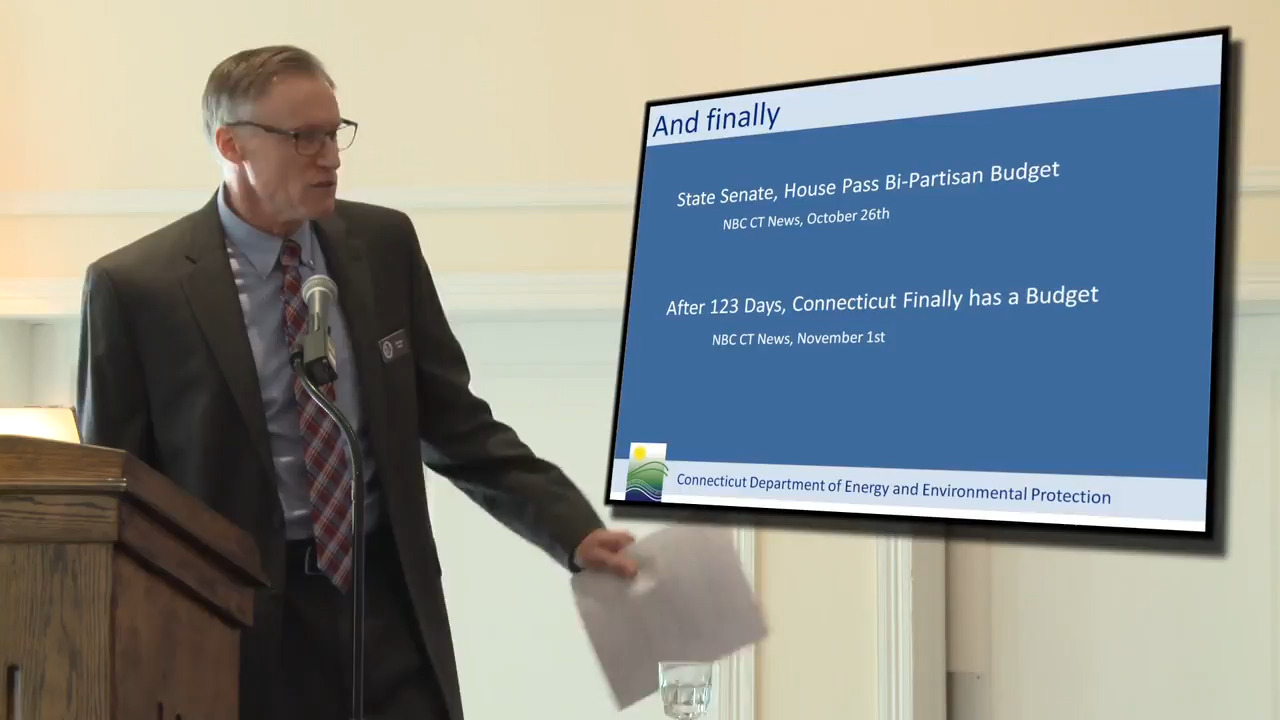 And finally
State Senate, House Pass Bi-Partisan Budget
NBC CT News, October 26th
After 123 Days, Connecticut Finally has a Budget
NBC CT News, November 1st
Connecticut Department of Energy and Environmental Protection